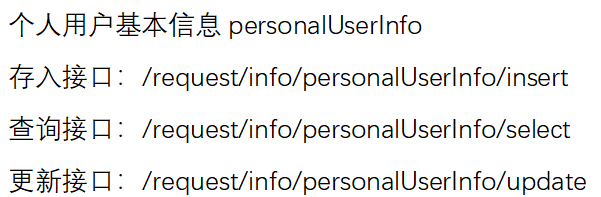 个人用户基本信息 personalUserInfo
存入接口：/request/info/personalUserInfo/insert
查询接口：/request/info/personalUserInfo/select
更新接口：/request/info/personalUserInfo/update